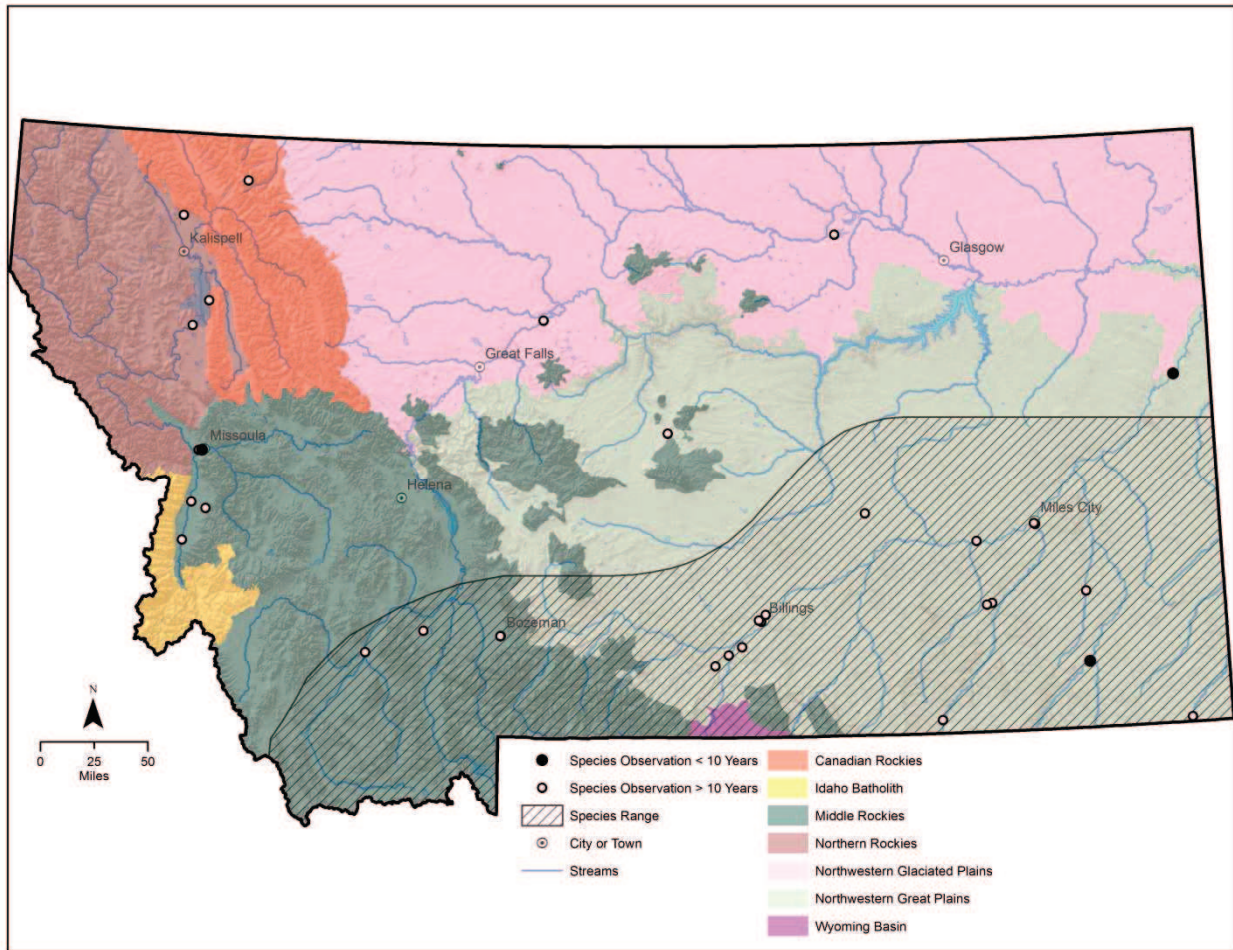 Kalispell
Glasgow
Great Falls
Missoula
Helena
Miles City
Billings
Bozeman
N
0 25 50
Miles
Species Observation < 10 Years
Species Observation > 10 Years
Species Range
City or Town
Streams
Canadian Rockies
Idaho Batholith
Middle Rockies
Northern Rockies
Northwestern Glaciated Plains
Northwestern Great Plains
Wyoming Basin